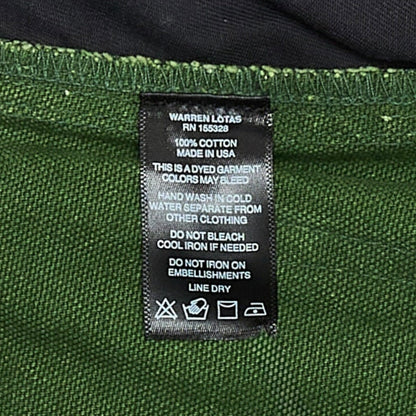 WARREN LOTAS
RN 155328
100% COTTON
MADE IN USA
THIS IS A DYED GARMENT
COLORS MAY BLEED
HAND WASH IN COLD
WATER SEPARATE FROM
OTHER CLOTHING
DO NOT BLEACH
COOL IRON IF NEEDED
DO NOT IRON ON
EMBELLISHMENTS
LINE DRY